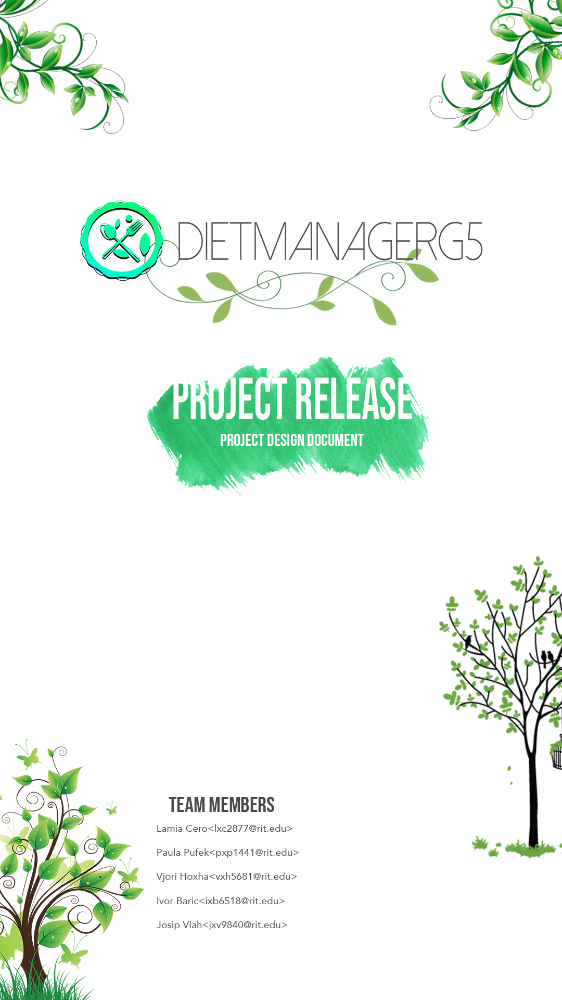 DIETMANAGERG5
PROJECT RELEASE
PROJECT DESIGN DOCUMENT
TEAM MEMBERS
Lamia Cero<lxc2877@rit.edu>
Paula Pufek<pxp1441@rit.edu>
Vjori Hoxha<vxh5681@rit.edu>
Ivor Baric<ixb6518@rit.edu>
Josip Vlah<jxv9840@rit.edu>